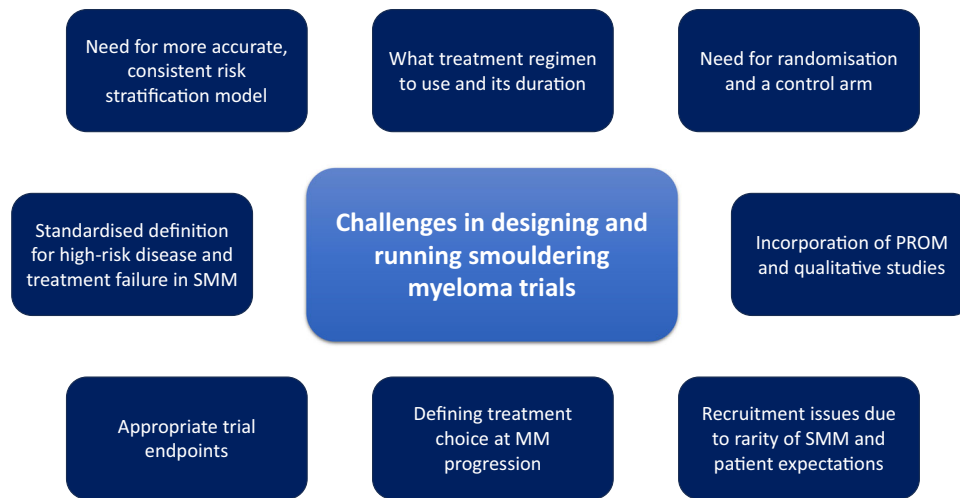 Need for more accurate,
consistent risk
stratification model
What treatment regimen
to use and its duration
Need for randomisation
and a control arm
Standardised definition
for high-risk disease and
treatment failure in SMM
Challenges in designing and
running smouldering
myeloma trials
Incorporation of PROM
and qualitative studies
Appropriate trial
endpoints
Defining treatment
choice at MM
progression
Recruitment issues due
to rarity of SMM and
patient expectations